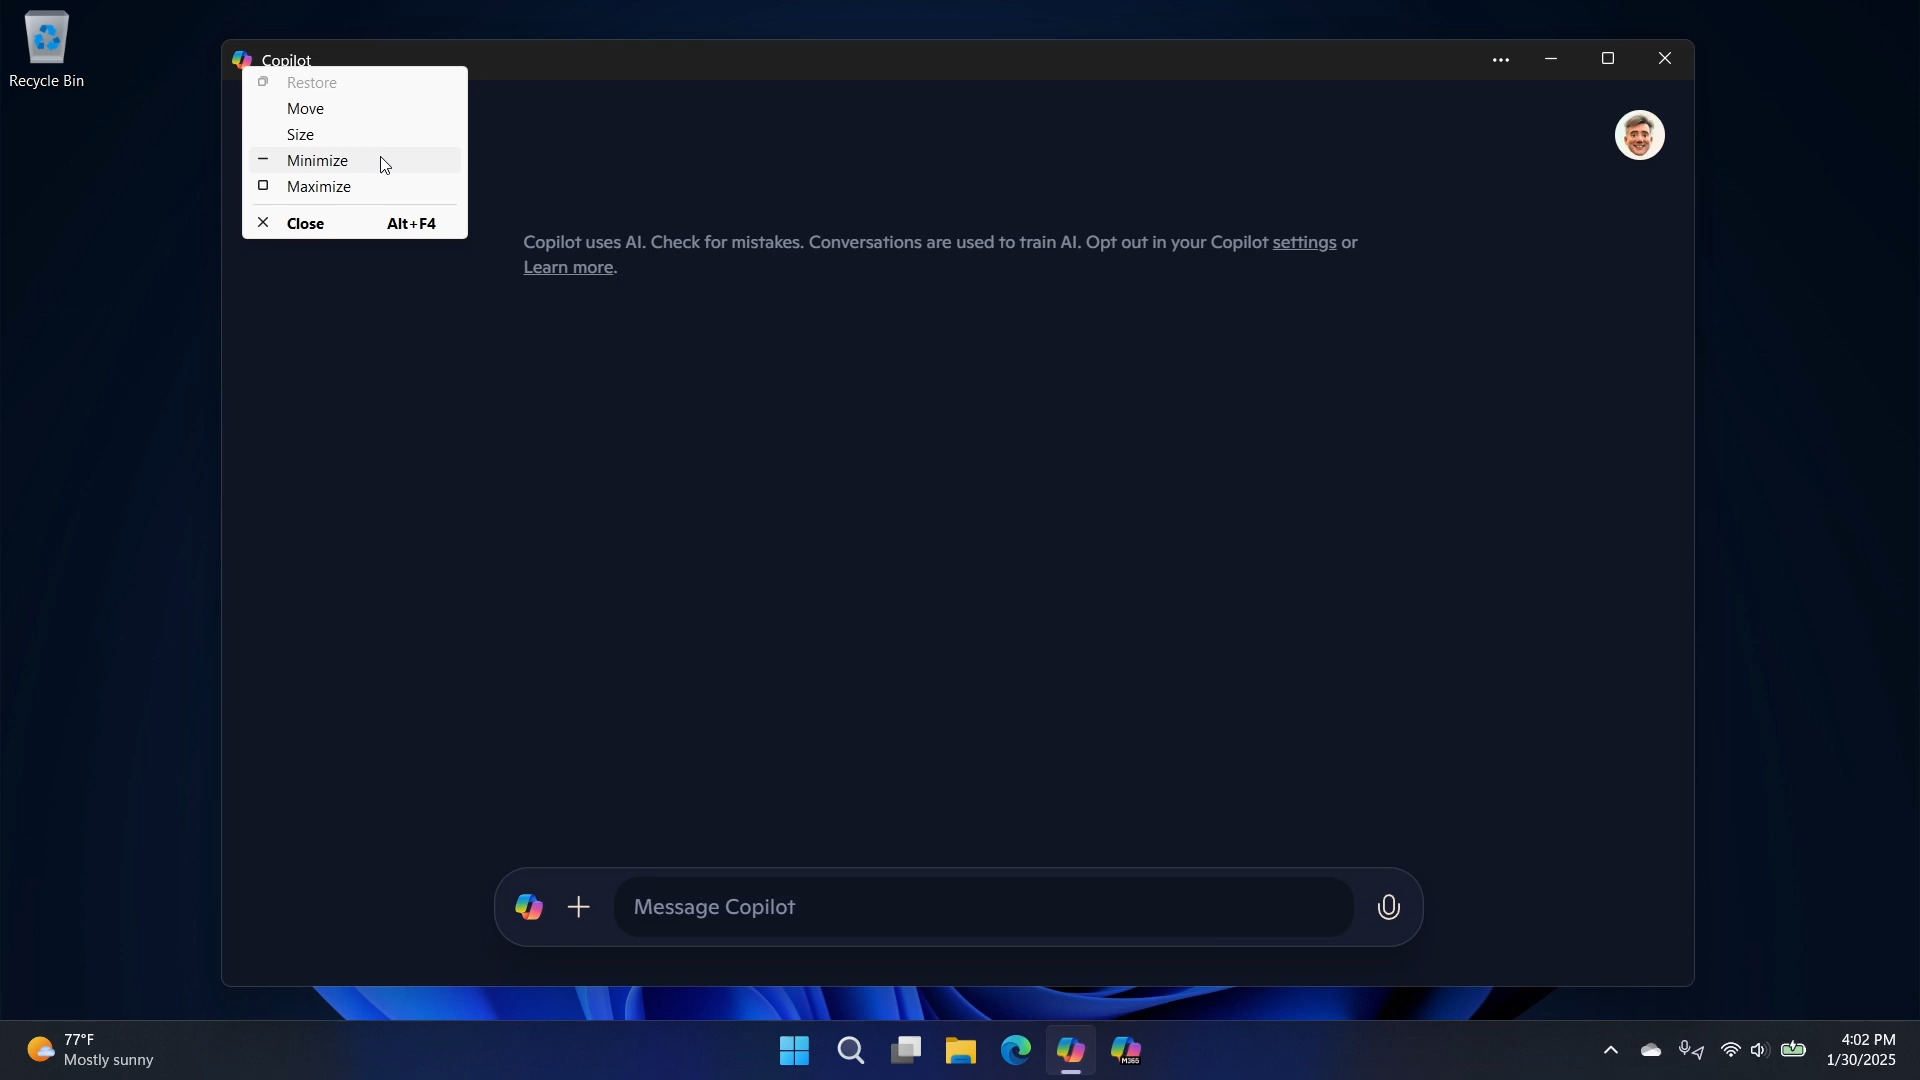 Recycle Bin
Copilot
Restore
Move
Size
Minimize
Maximize
Close Alt+F4
Copilot uses AI. Check for mistakes. Conversations are used to train AI. Opt out in your Copilot settings or
Learn more.
Message Copilot
77°F
Mostly sunny
M365
4:02 PM
1/30/2025